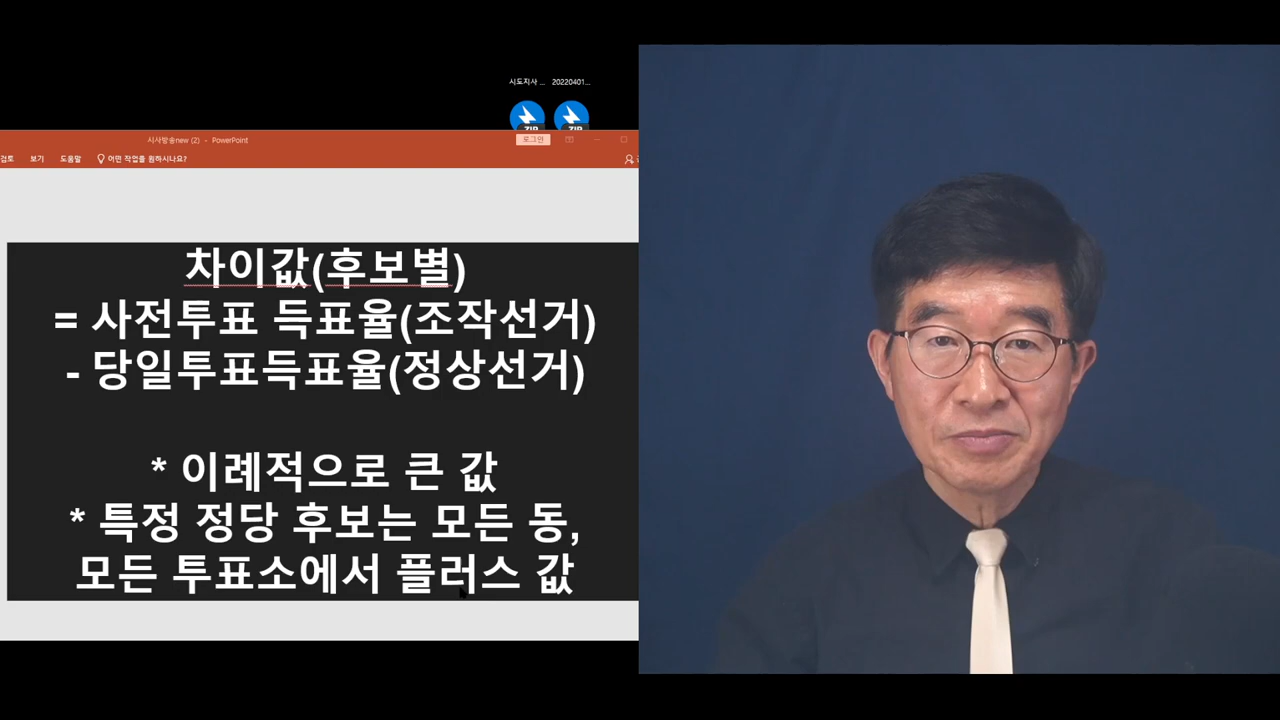 시도지사 ... 20220401...
ZIP ZIP
시사방송new (2) - PowerPoint
로그인
검토 보기 도움말 어떤 작업을 원하시나요?
차이값(후보별)
= 사전투표 득표율(조작선거)
- 당일투표득표율(정상선거)
* 이례적으로 큰 값
* 특정 정당 후보는 모든 동,
모든 투표소에서 플러스 값